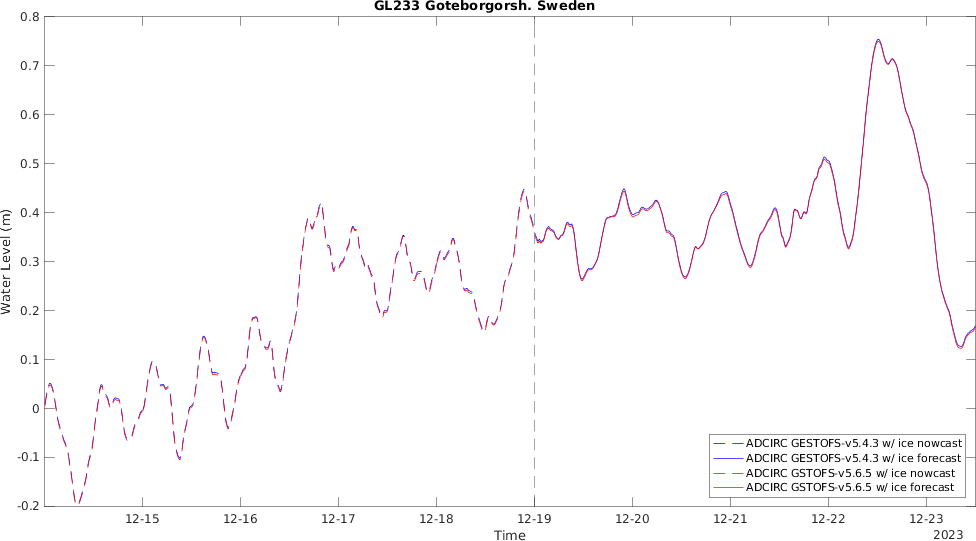 GL233 Goteborgorsh. Sweden
0.8
0.7
0.6
0.5
0.4
0.3
0.2
0.1
0
-0.1
-0.2
Water Level (m)
12-15 12-16 12-17 12-18 12-19 12-20 12-21 12-22 12-23
Time
2023
ADCIRC GESTOFS-v5.4.3 w/ ice nowcast
ADCIRC GESTOFS-v5.4.3 w/ ice forecast
ADCIRC GSTOFS-v5.6.5 w/ ice nowcast
ADCIRC GSTOFS-v5.6.5 w/ ice forecast